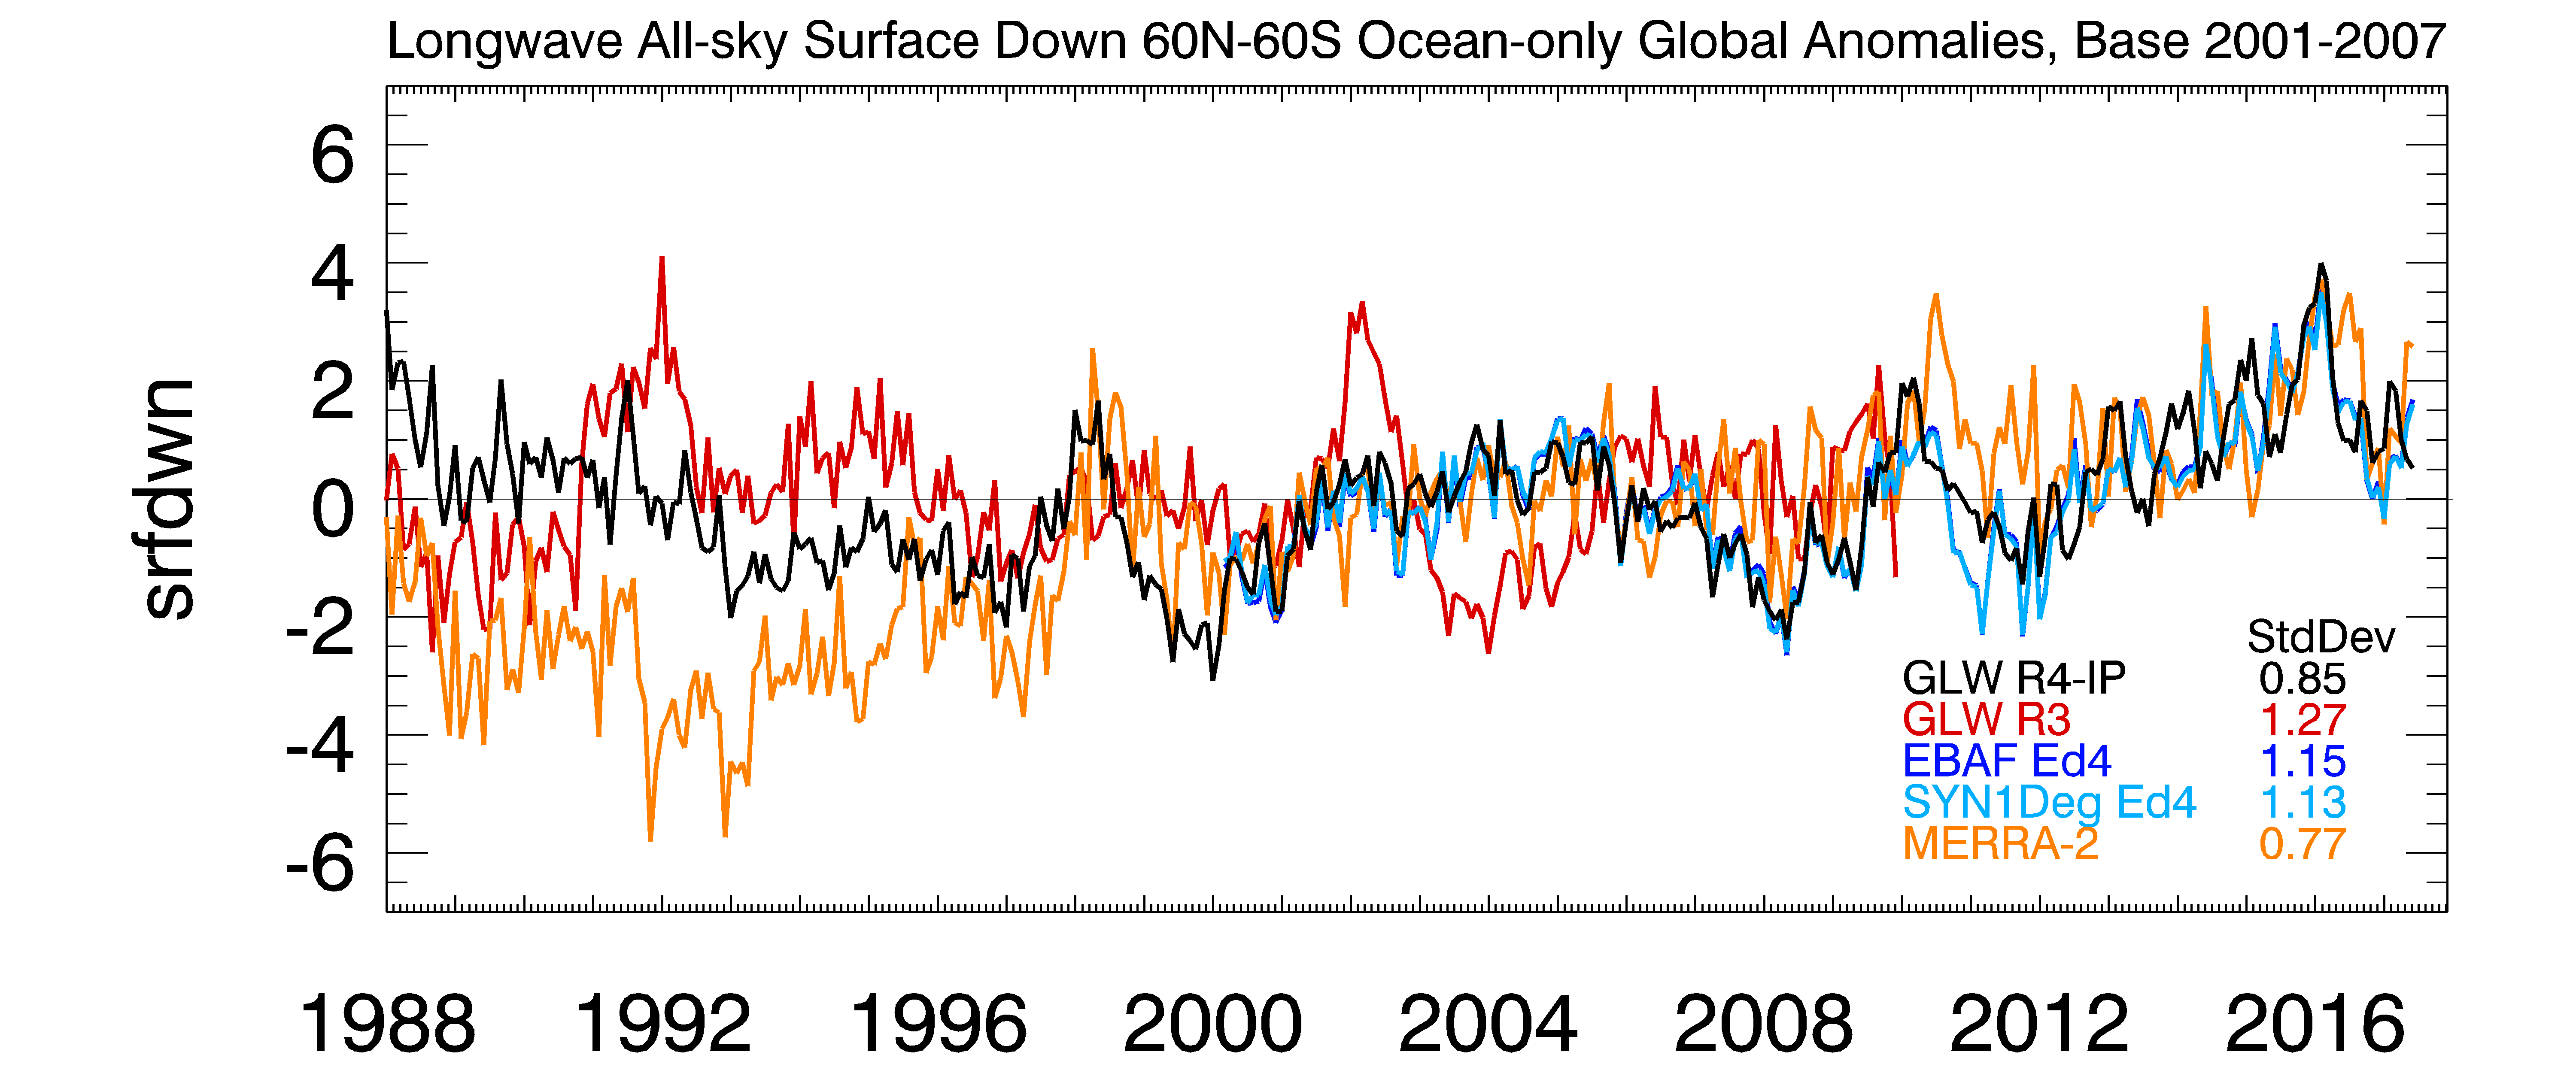 Longwave All-sky Surface Down 60N-60S Ocean-only Global Anomalies, Base 2001-2007
srfdwn
6
4
2
0
-2
-4
-6
StdDev
GLW R4-IP 0.85
GLW R3 1.27
EBAF Ed4 1.15
SYN1Deg Ed4 1.13
MERRA-2 0.77
1988 1992 1996 2000 2004 2008 2012 2016